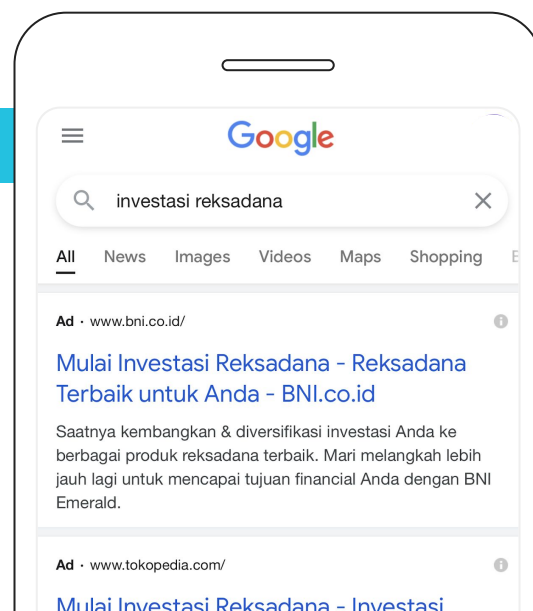 Google
investasi reksadana
All News Images Videos Maps Shopping
Ad · www.bni.co.id/
Mulai Investasi Reksadana - Reksadana
Terbaik untuk Anda - BNI.co.id
Saatnya kembangkan & diversifikasi investasi Anda ke
berbagai produk reksadana terbaik. Mari melangkah lebih
jauh lagi untuk mencapai tujuan financial Anda dengan BNI
Emerald.
Ad · www.tokopedia.com/
Mulai Investasi Reksadana - Investasi